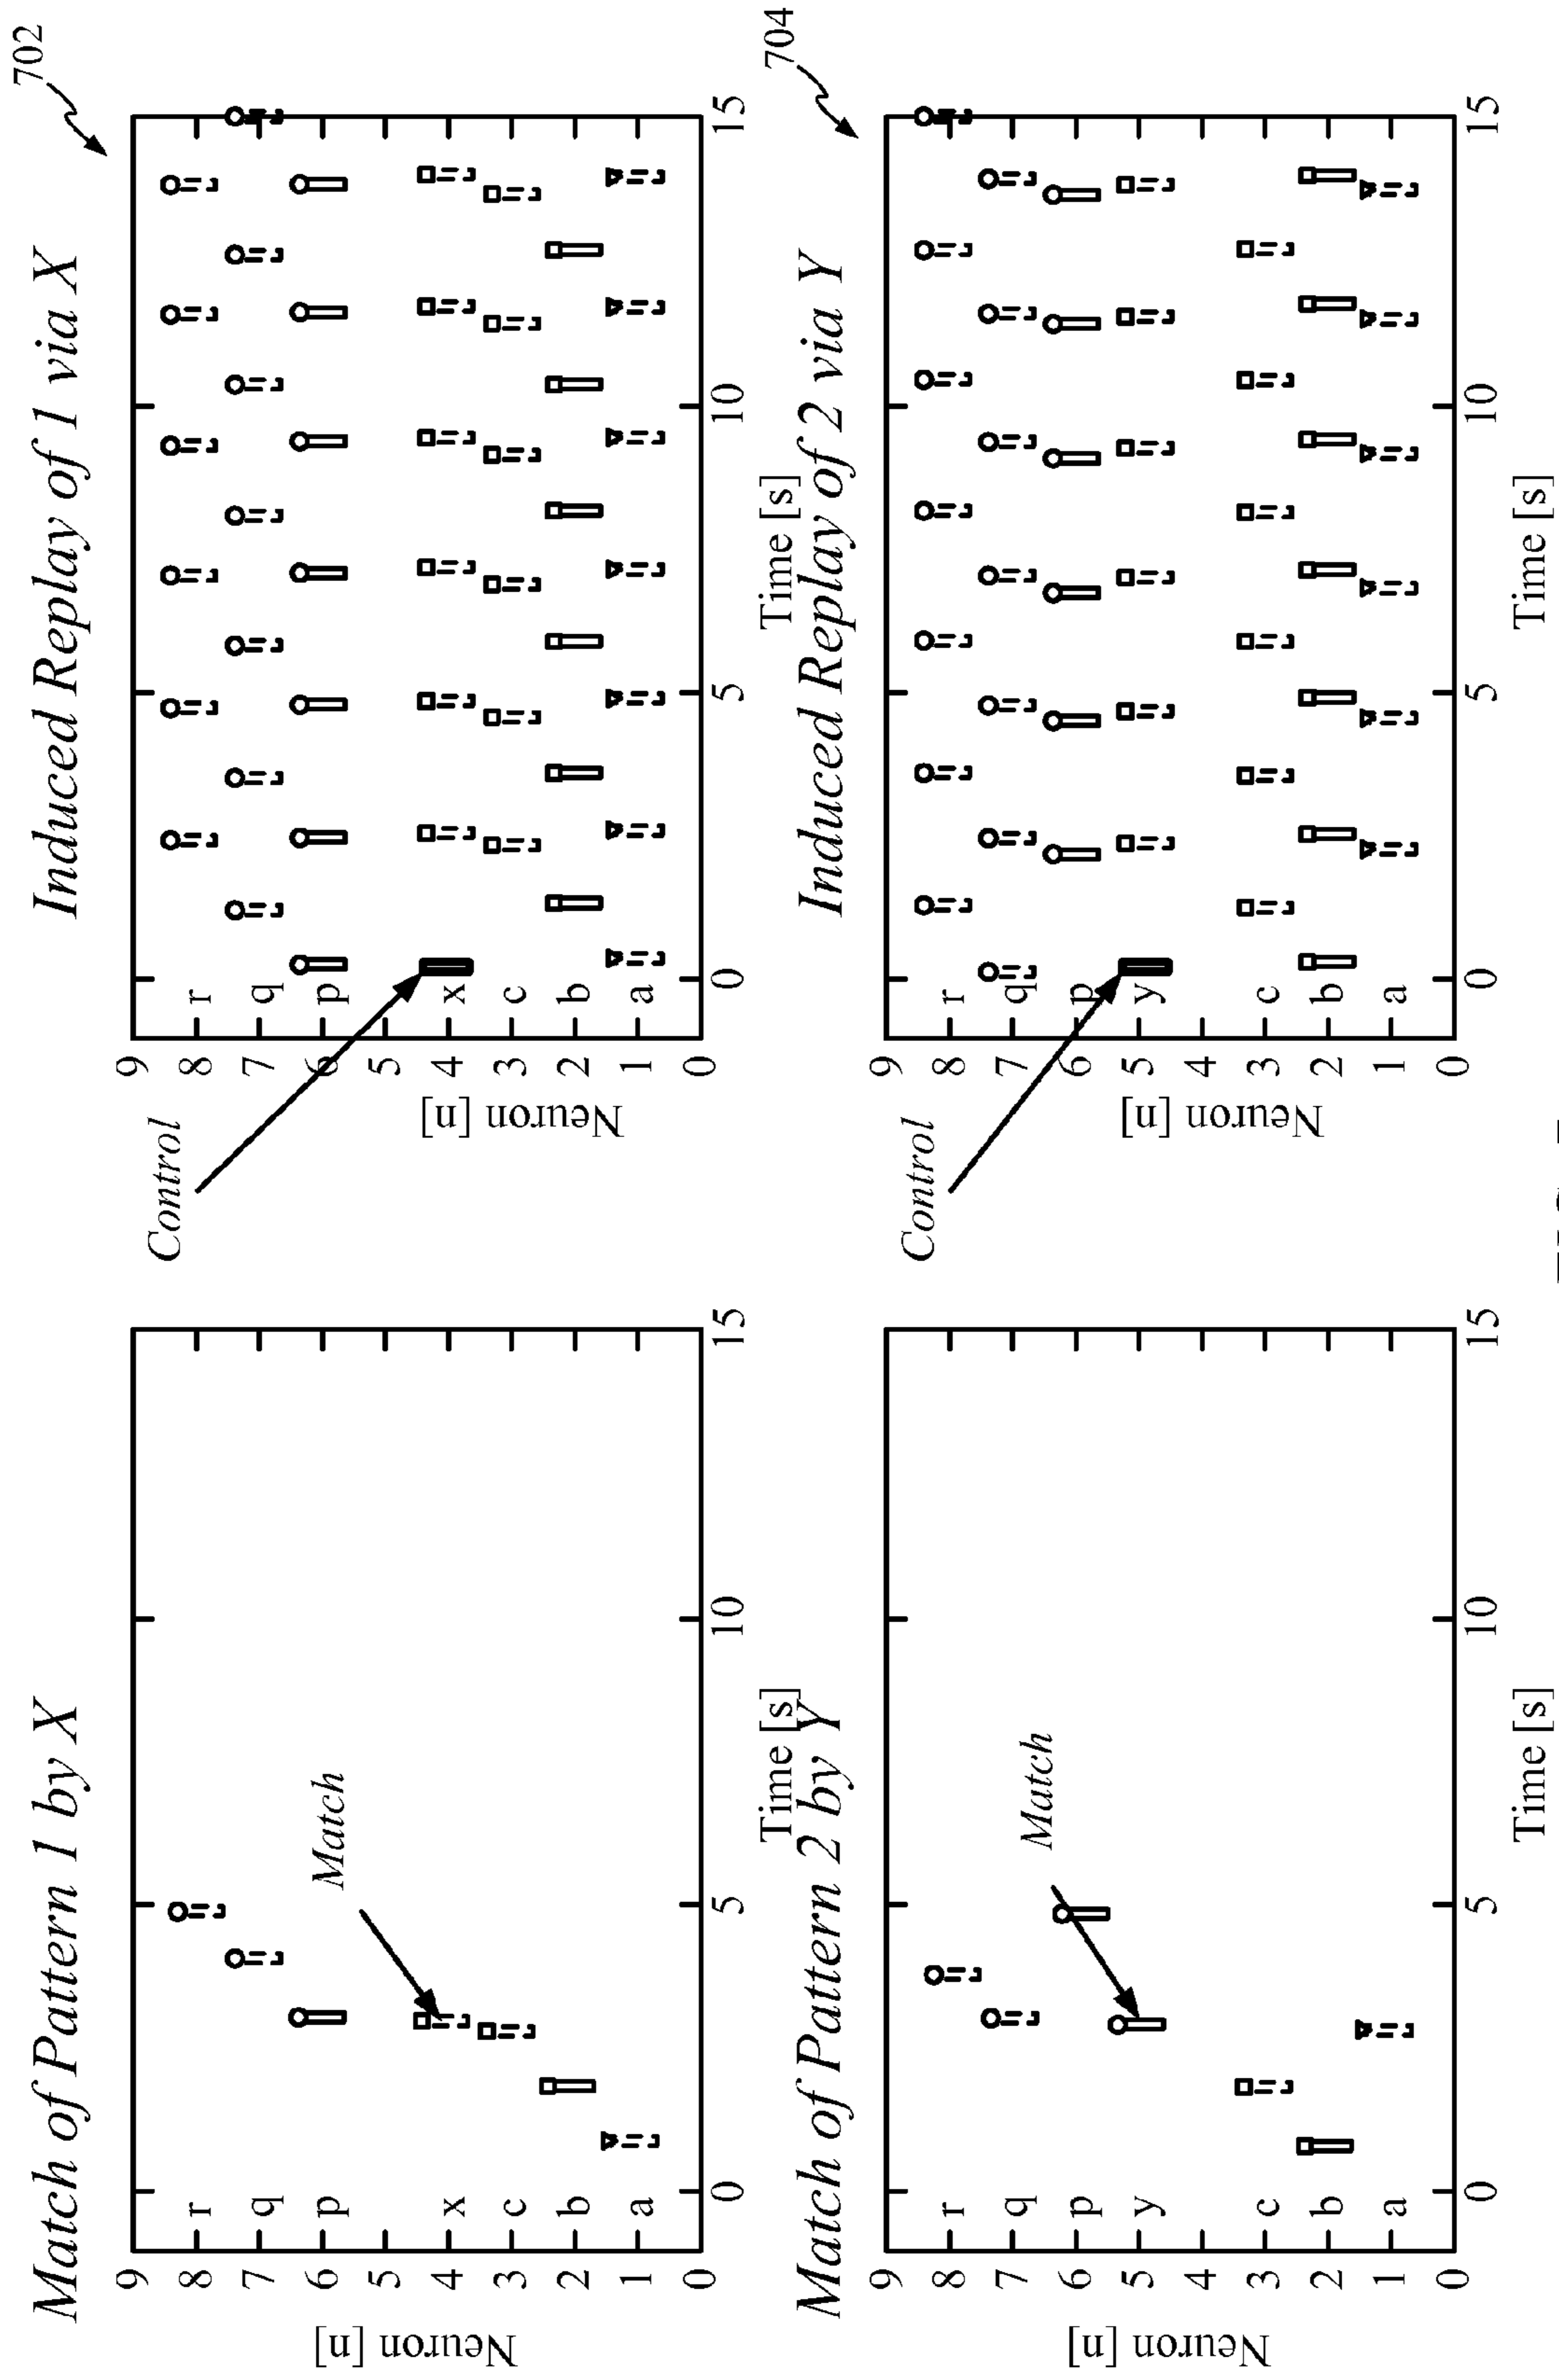 Match of Pattern 1 by X
Neuron [n]
9
8 r
7 q
6 p
5
4 x
3 c
2 b
1 a
0
Match
0 5 10 15
Time [s]
Induced Replay of 1 via X
702
Control
Neuron [n]
9
8 r
7 q
6 p
5
4 x
3 c
2 b
1 a
0
0 5 10 15
Time [s]
Match of Pattern 2 by Y
Neuron [n]
9
8 r
7 q
6 p
5 y
4
3 c
2 b
1 a
0
Match
0 5 10 15
Time [s]
Induced Replay of 2 via Y
704
Control
Neuron [n]
9
8 r
7 q
6 p
5 y
4
3 c
2 b
1 a
0
0 5 10 15
Time [s]